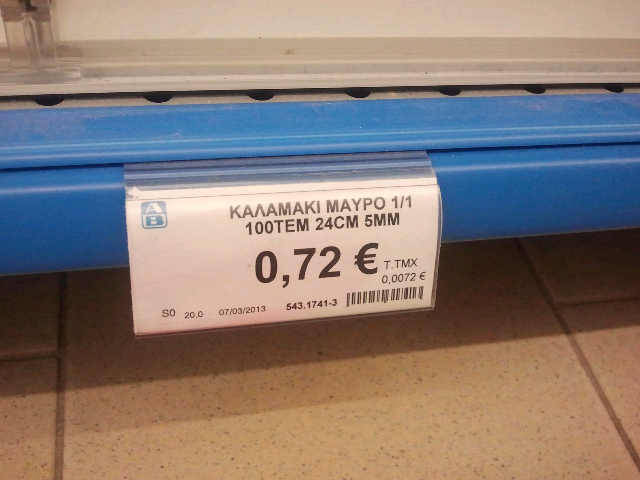 AB
ΚΑΛΑΜΑΚΙ ΜΑΥΡΟ 1/1
100ΤΕΜ 24CM 5MM
0,72 € Τ.ΤΜΧ
0,0072 €
S0 20,0 07/03/2013 543.1741-3